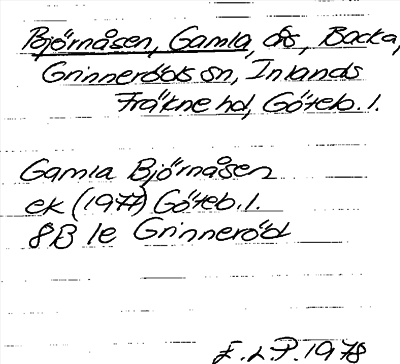 Björnåsen, Gamla, ås, Backa,
Grinneröds sn, Inlands
Fräkne hd, Göteb. l.
Gamla Björnåsen
ek (1977) Göteb. l.
8B 1e Grinneröd
E.L.P. 1978